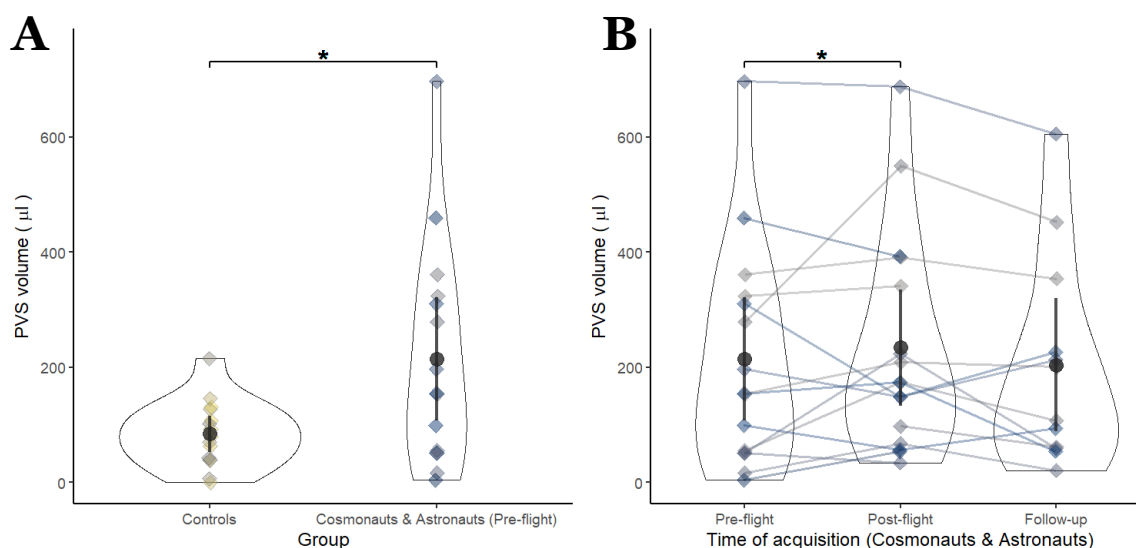 A
B
*
*
PVS volume ( μl )
600
400
200
0
Controls
Cosmonauts & Astronauts (Pre-flight)
Group
PVS volume ( μl )
600
400
200
0
Pre-flight
Post-flight
Follow-up
Time of acquisition (Cosmonauts & Astronauts)